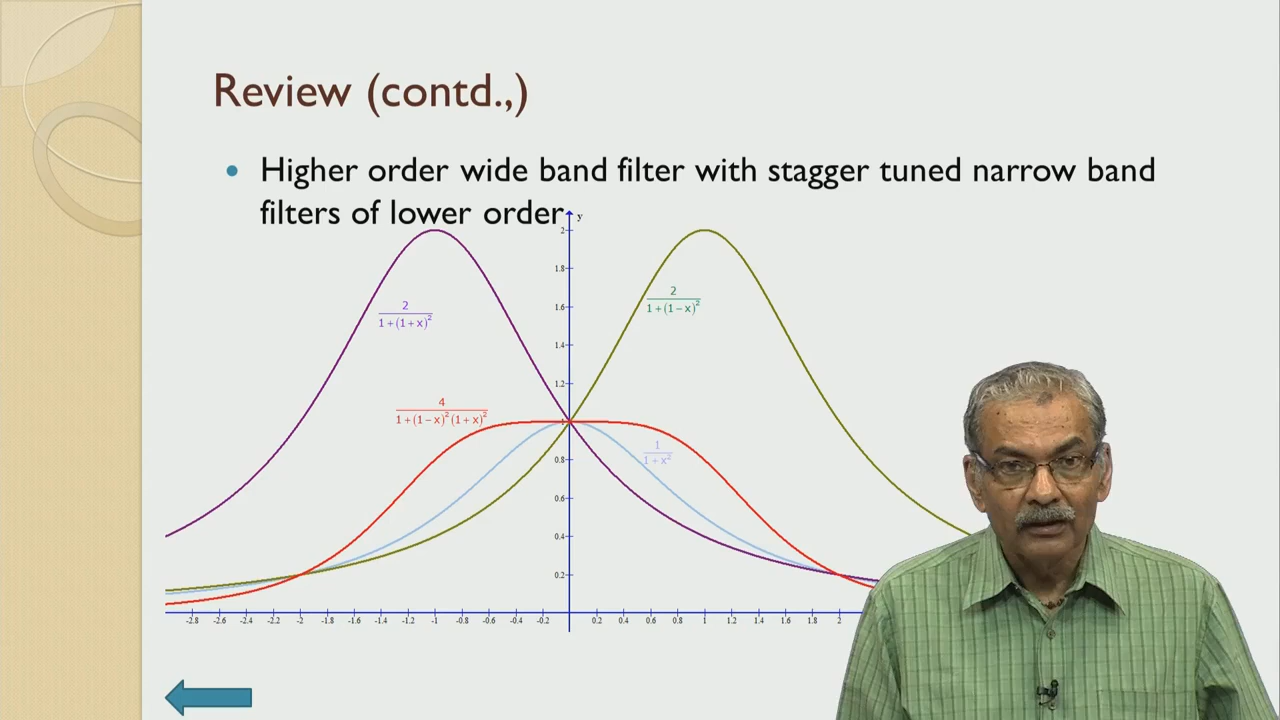 Review (contd.,)
• Higher order wide band filter with stagger tuned narrow band
filters of lower order
y
2
1.8
1.6
1.4
1.2
1
0.8
0.6
0.4
0.2
2/(1+(1+x)²)
2/(1+(1−x)²)
4/(1+(1−x)²(1+x)²)
1/(1+x²)
-2.8 -2.6 -2.4 -2.2 -2 -1.8 -1.6 -1.4 -1.2 -1 -0.8 -0.6 -0.4 -0.2 0.2 0.4 0.6 0.8 1 1.2 1.4 1.6 1.8 2